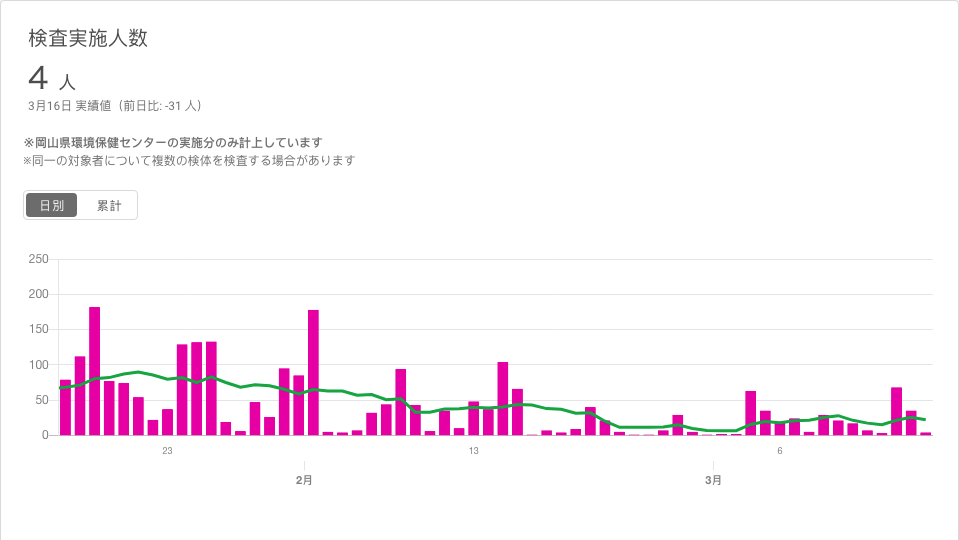 検査実施人数
4 人
3月16日 実績値（前日比: -31 人）
※岡山県環境保健センターの実施分のみ計上しています
※同一の対象者について複数の検体を検査する場合があります
日別 累計
250
200
150
100
50
0
23 13 6
2月 3月